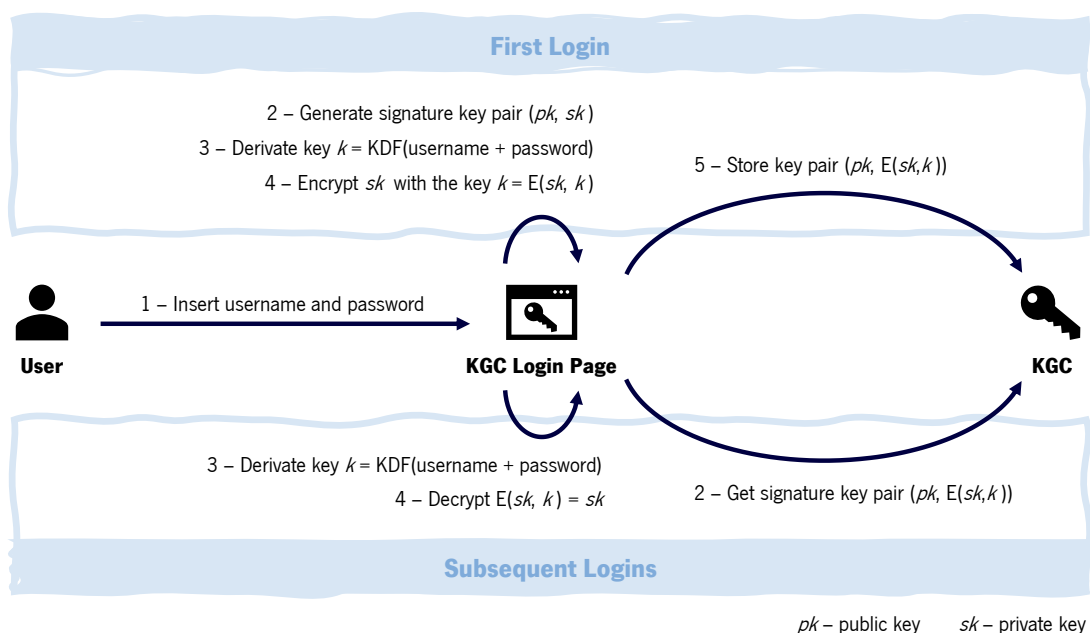 First Login
2 – Generate signature key pair (pk, sk )
3 – Derivate key k = KDF(username + password)
4 – Encrypt sk with the key k = E(sk, k )
5 – Store key pair (pk, E(sk,k ))
1 – Insert username and password
User
KGC Login Page
KGC
3 – Derivate key k = KDF(username + password)
4 – Decrypt E(sk, k ) = sk
2 – Get signature key pair (pk, E(sk,k ))
Subsequent Logins
pk – public key sk – private key